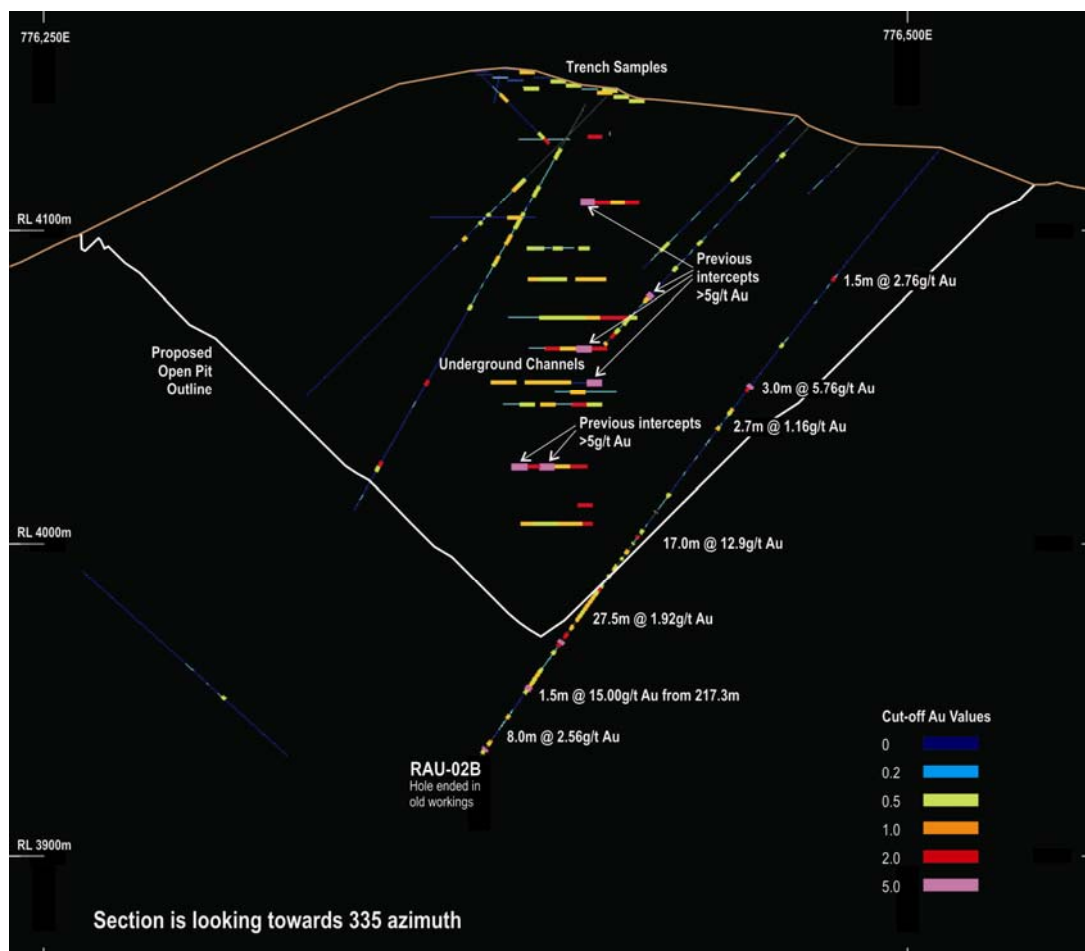 776,250E
776,500E
Trench Samples
RL 4100m
Previous
intercepts
>5g/t Au
1.5m @ 2.76g/t Au
Proposed
Open Pit
Outline
Underground Channels
3.0m @ 5.76g/t Au
2.7m @ 1.16g/t Au
Previous intercepts
>5g/t Au
RL 4000m
17.0m @ 12.9g/t Au
27.5m @ 1.92g/t Au
1.5m @ 15.00g/t Au from 217.3m
8.0m @ 2.56g/t Au
RAU-02B
Hole ended in
old workings
Cut-off Au Values
0
0.2
0.5
1.0
2.0
5.0
RL 3900m
Section is looking towards 335 azimuth